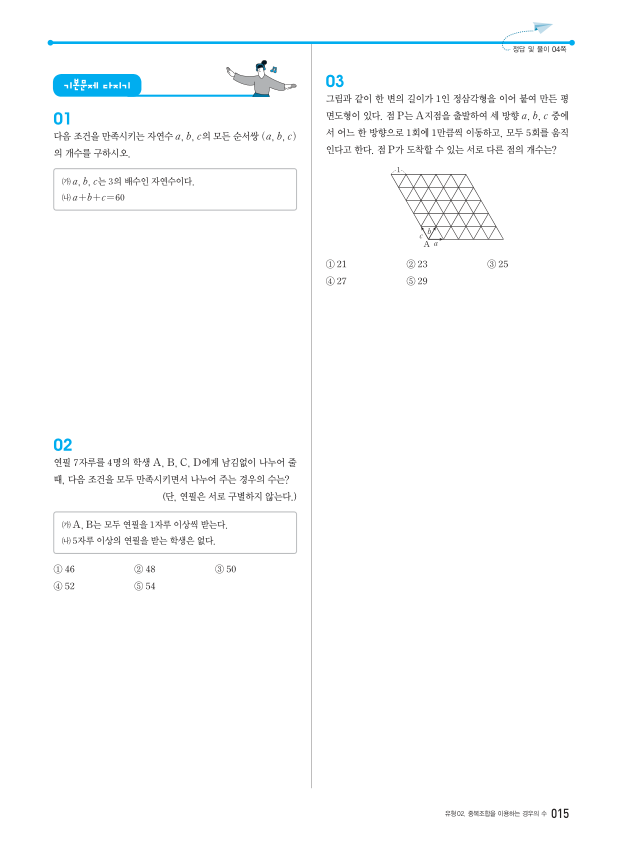 정답 및 풀이 04쪽
기본문제 다지기
01
다음 조건을 만족시키는 자연수 a, b, c의 모든 순서쌍 (a, b, c)
의 개수를 구하시오.
㈎ a, b, c는 3의 배수인 자연수이다.
㈏ a+b+c=60
02
연필 7자루를 4명의 학생 A, B, C, D에게 남김없이 나누어 줄
때, 다음 조건을 모두 만족시키면서 나누어 주는 경우의 수는?
(단, 연필은 서로 구별하지 않는다.)
㈎ A, B는 모두 연필을 1자루 이상씩 받는다.
㈏ 5자루 이상의 연필을 받는 학생은 없다.
① 46 ② 48 ③ 50
④ 52 ⑤ 54
03
그림과 같이 한 변의 길이가 1인 정삼각형을 이어 붙여 만든 평
면도형이 있다. 점 P는 A지점을 출발하여 세 방향 a, b, c 중에
서 어느 한 방향으로 1회에 1만큼씩 이동하고, 모두 5회를 움직
인다고 한다. 점 P가 도착할 수 있는 서로 다른 점의 개수는?
1
c b
A a
① 21 ② 23 ③ 25
④ 27 ⑤ 29
유형 02. 중복조합을 이용하는 경우의 수 015